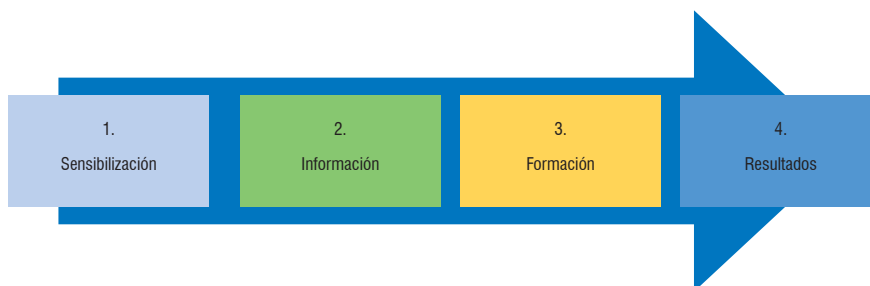 1.
Sensibilización
2.
Información
3.
Formación
4.
Resultados